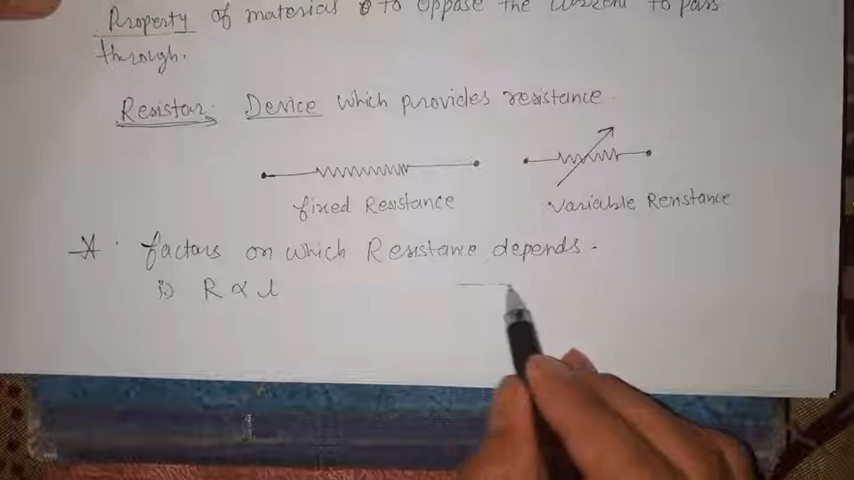 Property of material to oppose the current to pass
through.
Resistor Device which provides resistance.
fixed Resistance variable Resistance
* factors on which Resistance depends.
i) R ∝ l